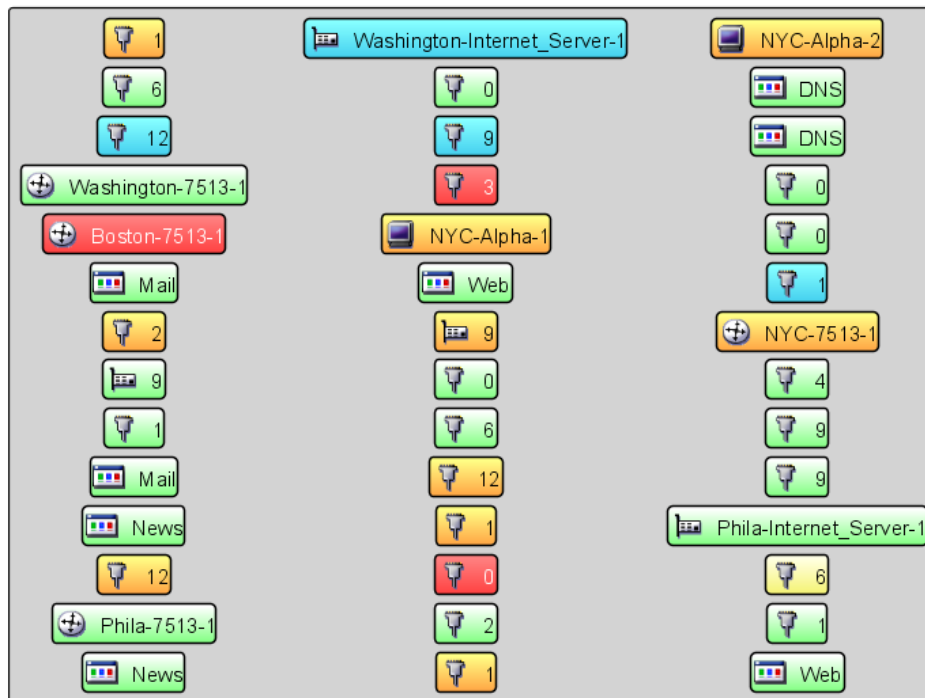 1
Washington-Internet_Server-1
NYC-Alpha-2
6
0
DNS
12
9
DNS
Washington-7513-1
3
0
Boston-7513-1
NYC-Alpha-1
0
Mail
Web
1
2
9
NYC-7513-1
9
0
4
1
6
9
Mail
12
9
News
1
Phila-Internet_Server-1
12
0
6
Phila-7513-1
2
1
News
1
Web